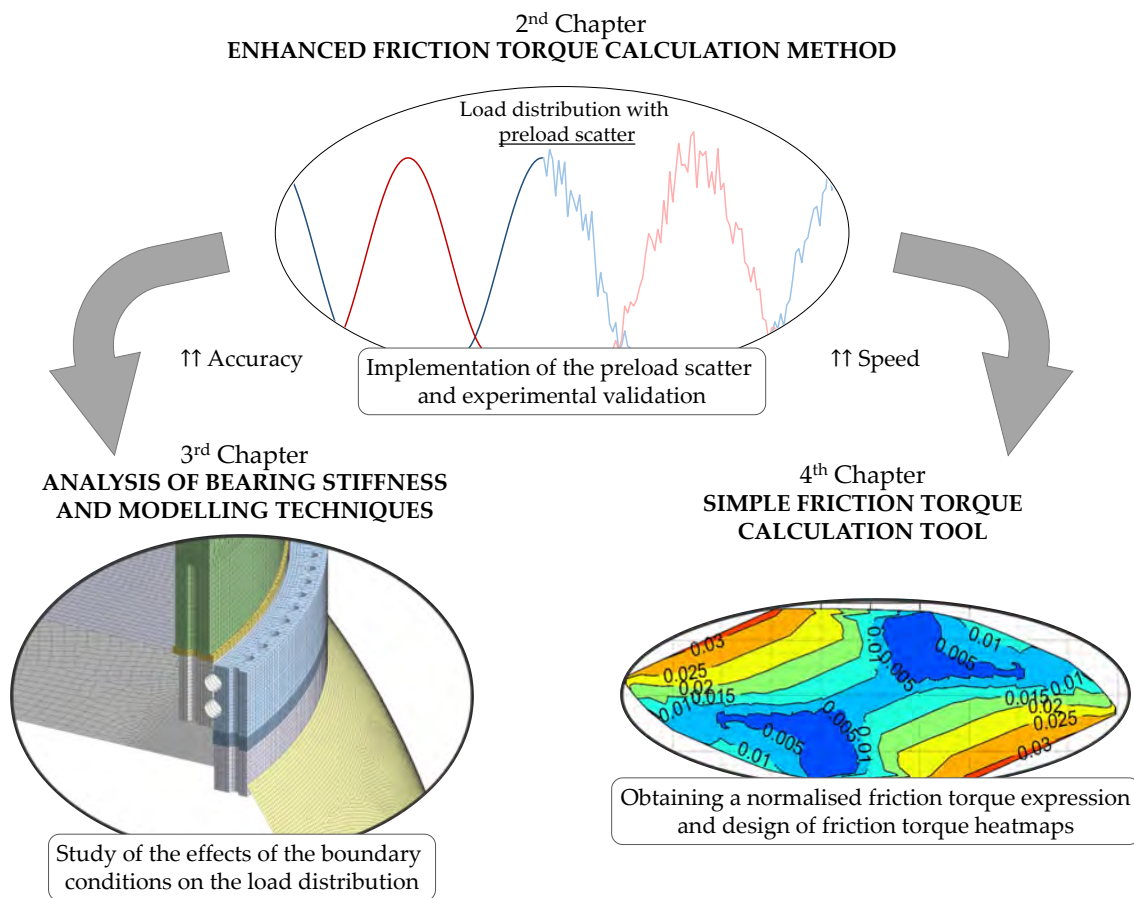 2nd Chapter
ENHANCED FRICTION TORQUE CALCULATION METHOD
Load distribution with
preload scatter
Implementation of the preload scatter
and experimental validation
↑↑ Accuracy
↑↑ Speed
3rd Chapter
ANALYSIS OF BEARING STIFFNESS
AND MODELLING TECHNIQUES
Study of the effects of the boundary
conditions on the load distribution
4th Chapter
SIMPLE FRICTION TORQUE
CALCULATION TOOL
0.03
0.025
0.02
0.015
0.01
0.01
0.005
0.01
0.005
0.01
0.005
0.01
0.005
0.01
0.015
0.02
0.025
0.03
Obtaining a normalised friction torque expression
and design of friction torque heatmaps